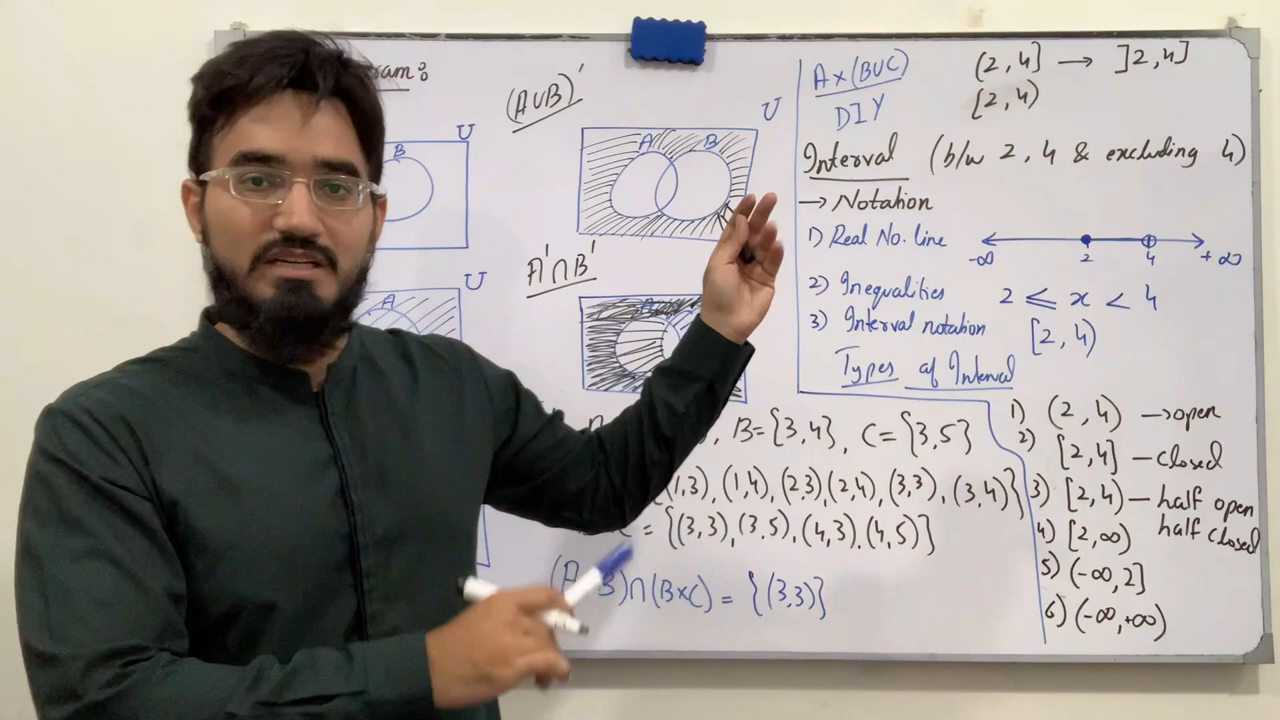 (A∪B)'
U
A B
B
U
A'∩B'
A
U
B={3,4}, C={3,5}
(1,3), (1,4), (2,3)(2,4), (3,3), (3,4)}
= {(3,3), (3,5), (4,3), (4,5)}
B)∩(B×C) = {(3,3)}
A×(B∪C)
DIY
(2,4] → ]2,4]
[2,4)
Interval (b/w 2, 4 & excluding 4)
→ Notation
1) Real No. line
-∞ 2 4 +∞
2) Inequalities 2 ≤ x < 4
3) Interval notation [2,4)
Types of Interval
1) (2,4) → open
2) [2,4] – closed
3) [2,4) – half open
half closed
4) [2,∞)
5) (-∞,2]
6) (-∞,+∞)